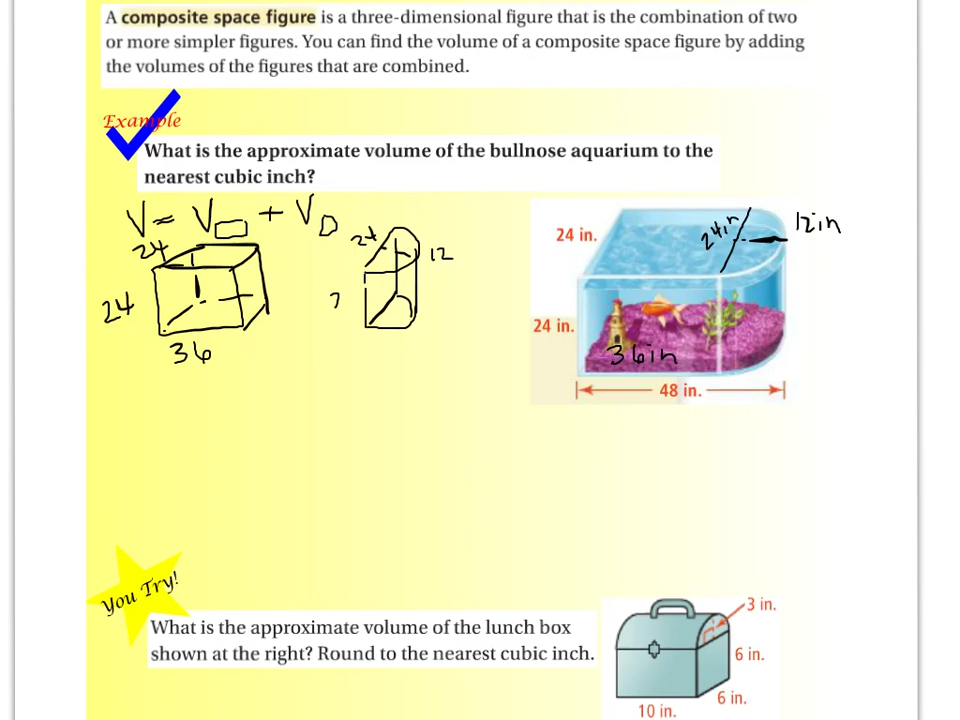 A composite space figure is a three-dimensional figure that is the combination of two
or more simpler figures. You can find the volume of a composite space figure by adding
the volumes of the figures that are combined.
Example
What is the approximate volume of the bullnose aquarium to the
nearest cubic inch?
V = V + V
24
24
36
24
12
24 in.
24 in
12 in
24 in.
36 in
48 in.
You Try!
What is the approximate volume of the lunch box
shown at the right? Round to the nearest cubic inch.
3 in.
6 in.
6 in.
10 in.